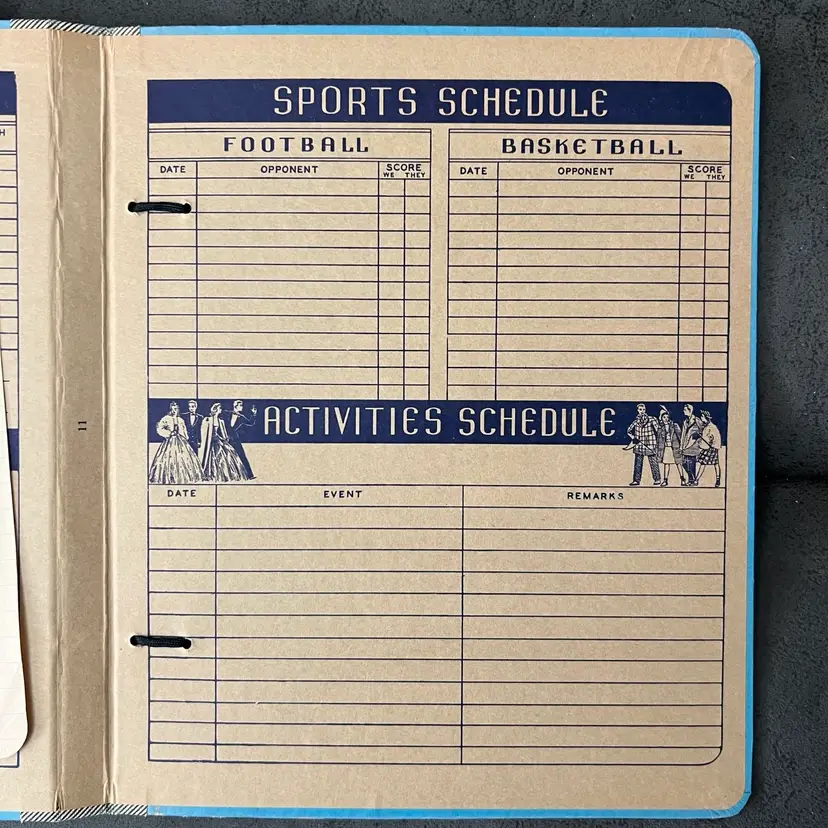 H
SPORTS SCHEDULE
FOOTBALL
DATE OPPONENT SCORE
WE THEY
BASKETBALL
DATE OPPONENT SCORE
WE THEY
11
ACTIVITIES SCHEDULE
DATE EVENT REMARKS